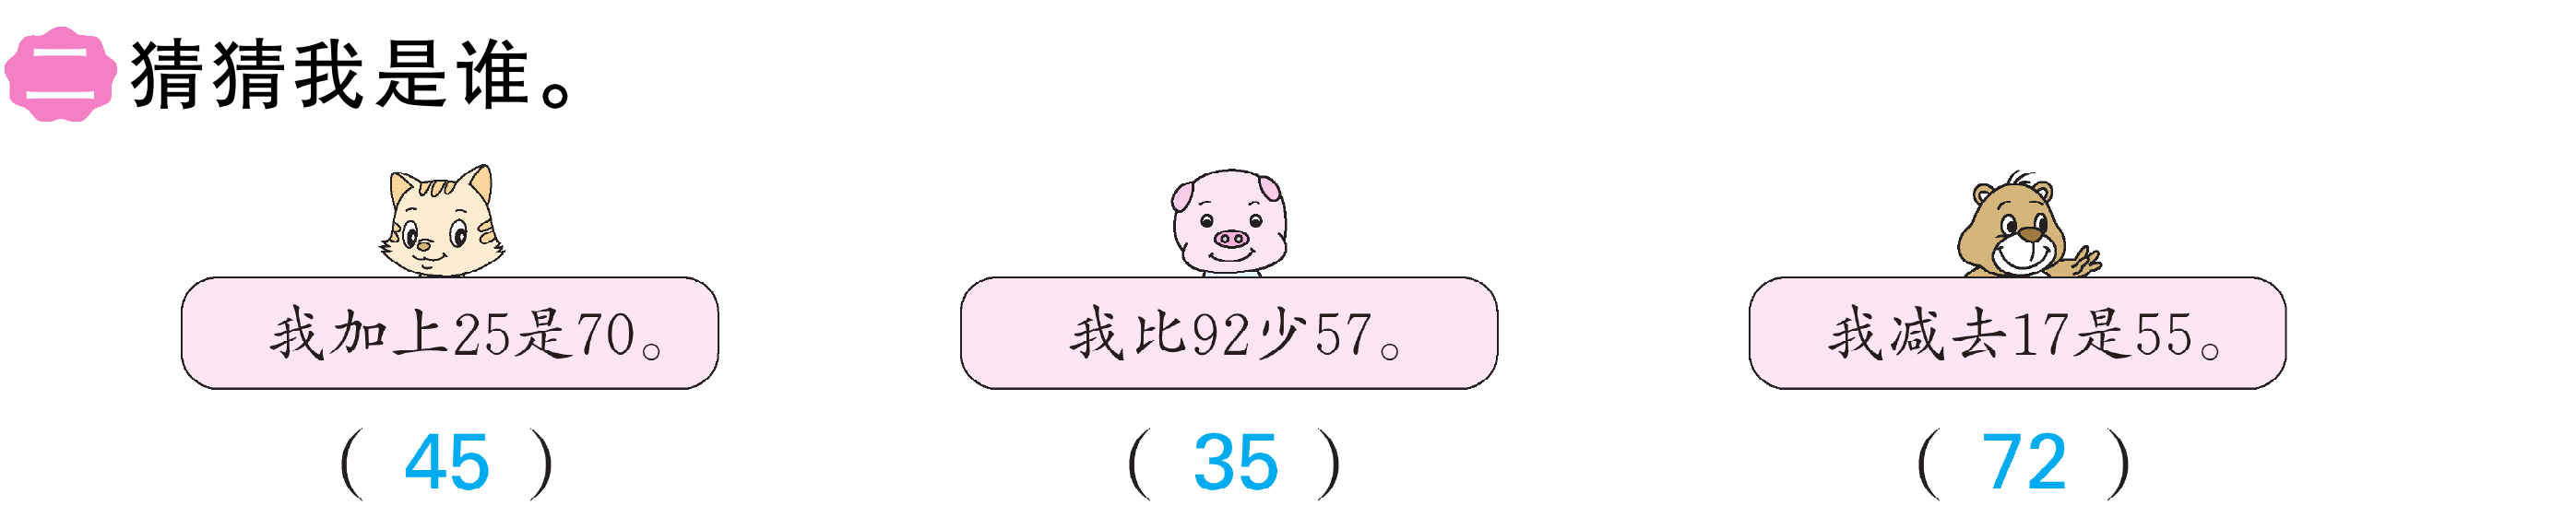 二 猜猜我是谁。
我加上25是70。 我比92少57。 我减去17是55。
( 45 ) ( 35 ) ( 72 )